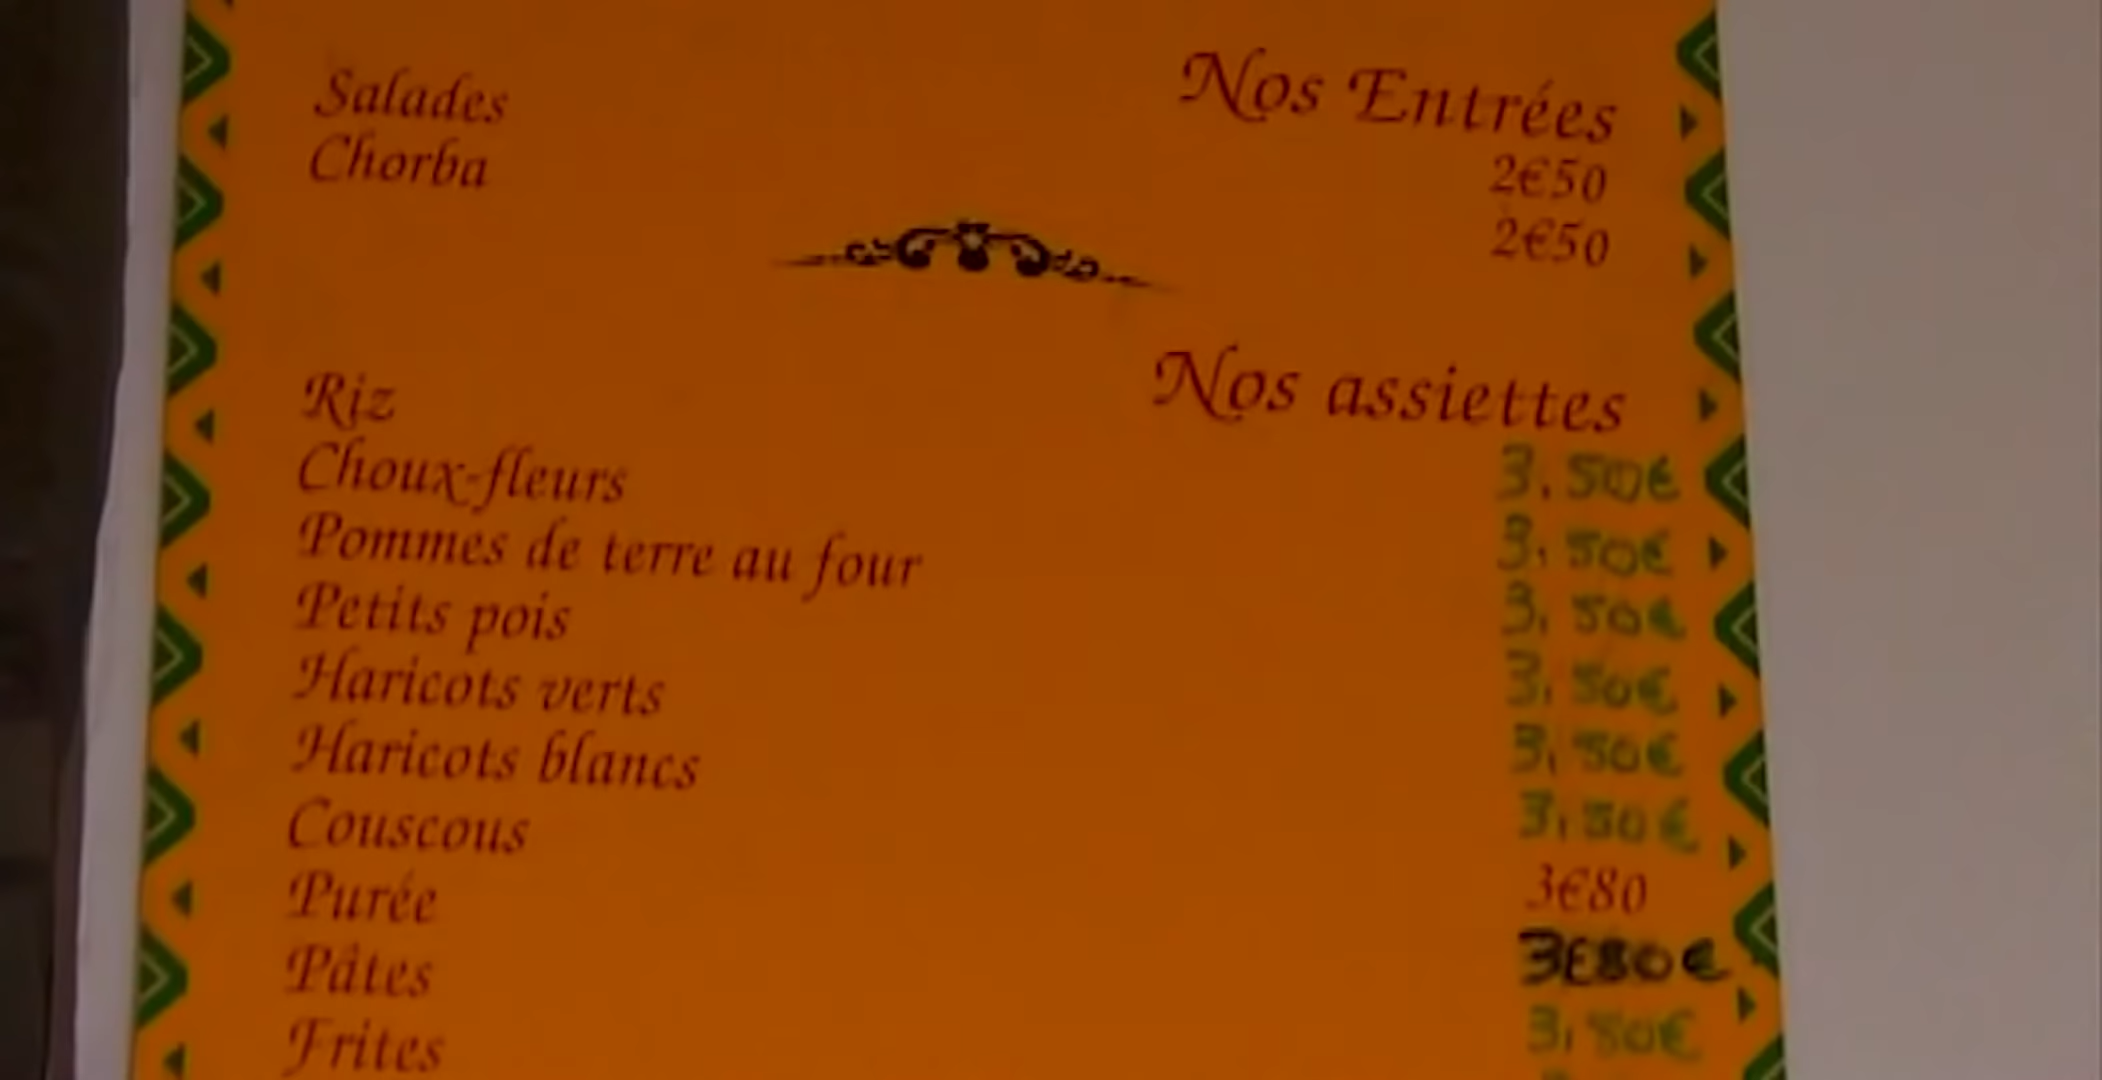 Nos Entrées
Salades 2€50
Chorba 2€50
Nos assiettes
Riz 3.50€
Choux-fleurs 3,50€
Pommes de terre au four 3,50€
Petits pois 3,50€
Haricots verts 3,50€
Haricots blancs 3,50€
Couscous 3€80
Purée 3€80€
Pâtes 3,50€
Frites